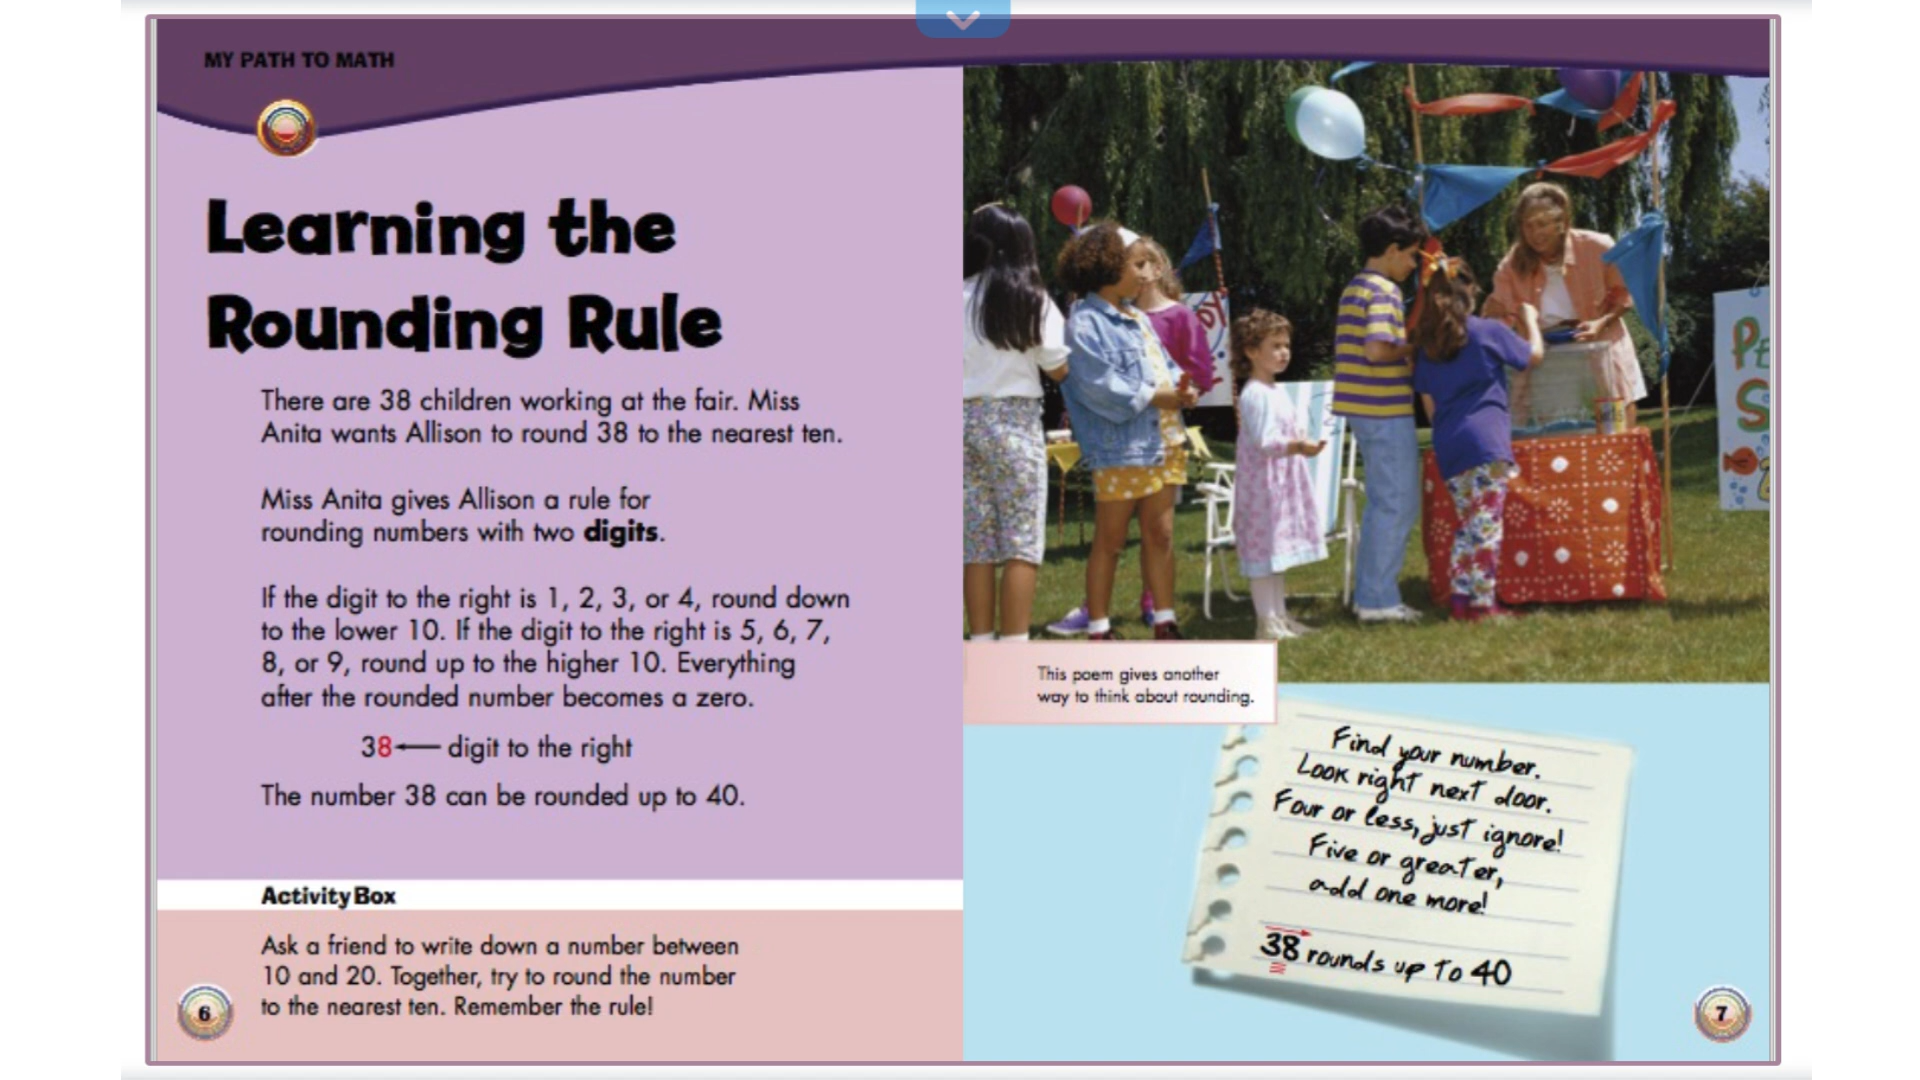 MY PATH TO MATH
Learning the
Rounding Rule
There are 38 children working at the fair. Miss
Anita wants Allison to round 38 to the nearest ten.
Miss Anita gives Allison a rule for
rounding numbers with two digits.
If the digit to the right is 1, 2, 3, or 4, round down
to the lower 10. If the digit to the right is 5, 6, 7,
8, or 9, round up to the higher 10. Everything
after the rounded number becomes a zero.
38 ← digit to the right
The number 38 can be rounded up to 40.
Activity Box
Ask a friend to write down a number between
10 and 20. Together, try to round the number
to the nearest ten. Remember the rule!
6
This poem gives another
way to think about rounding.
Find your number.
Look right next door.
Four or less, just ignore!
Five or greater,
add one more!
38 rounds up to 40
7